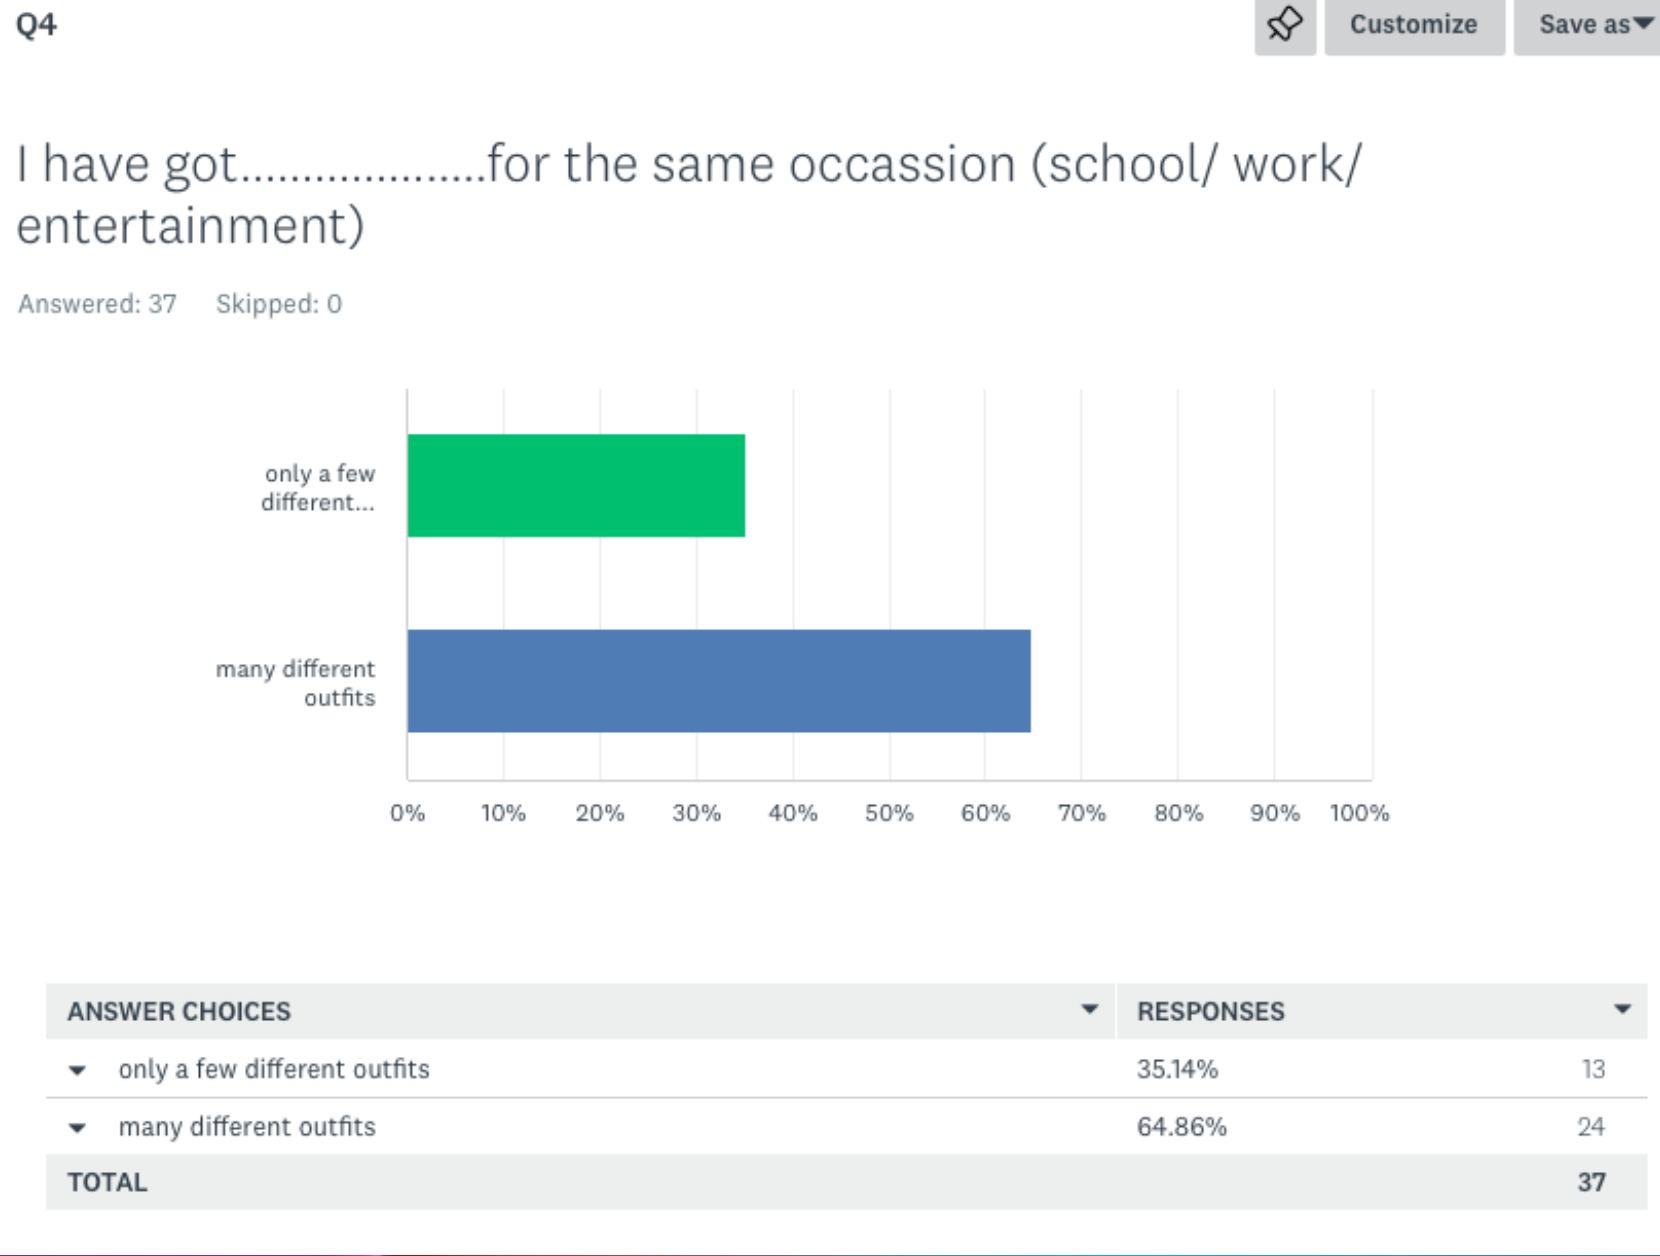 Q4
Customize
Save as
I have got....................for the same occassion (school/ work/
entertainment)
Answered: 37 Skipped: 0
only a few
different...
many different
outfits
0% 10% 20% 30% 40% 50% 60% 70% 80% 90% 100%
ANSWER CHOICES RESPONSES
only a few different outfits 35.14% 13
many different outfits 64.86% 24
TOTAL 37